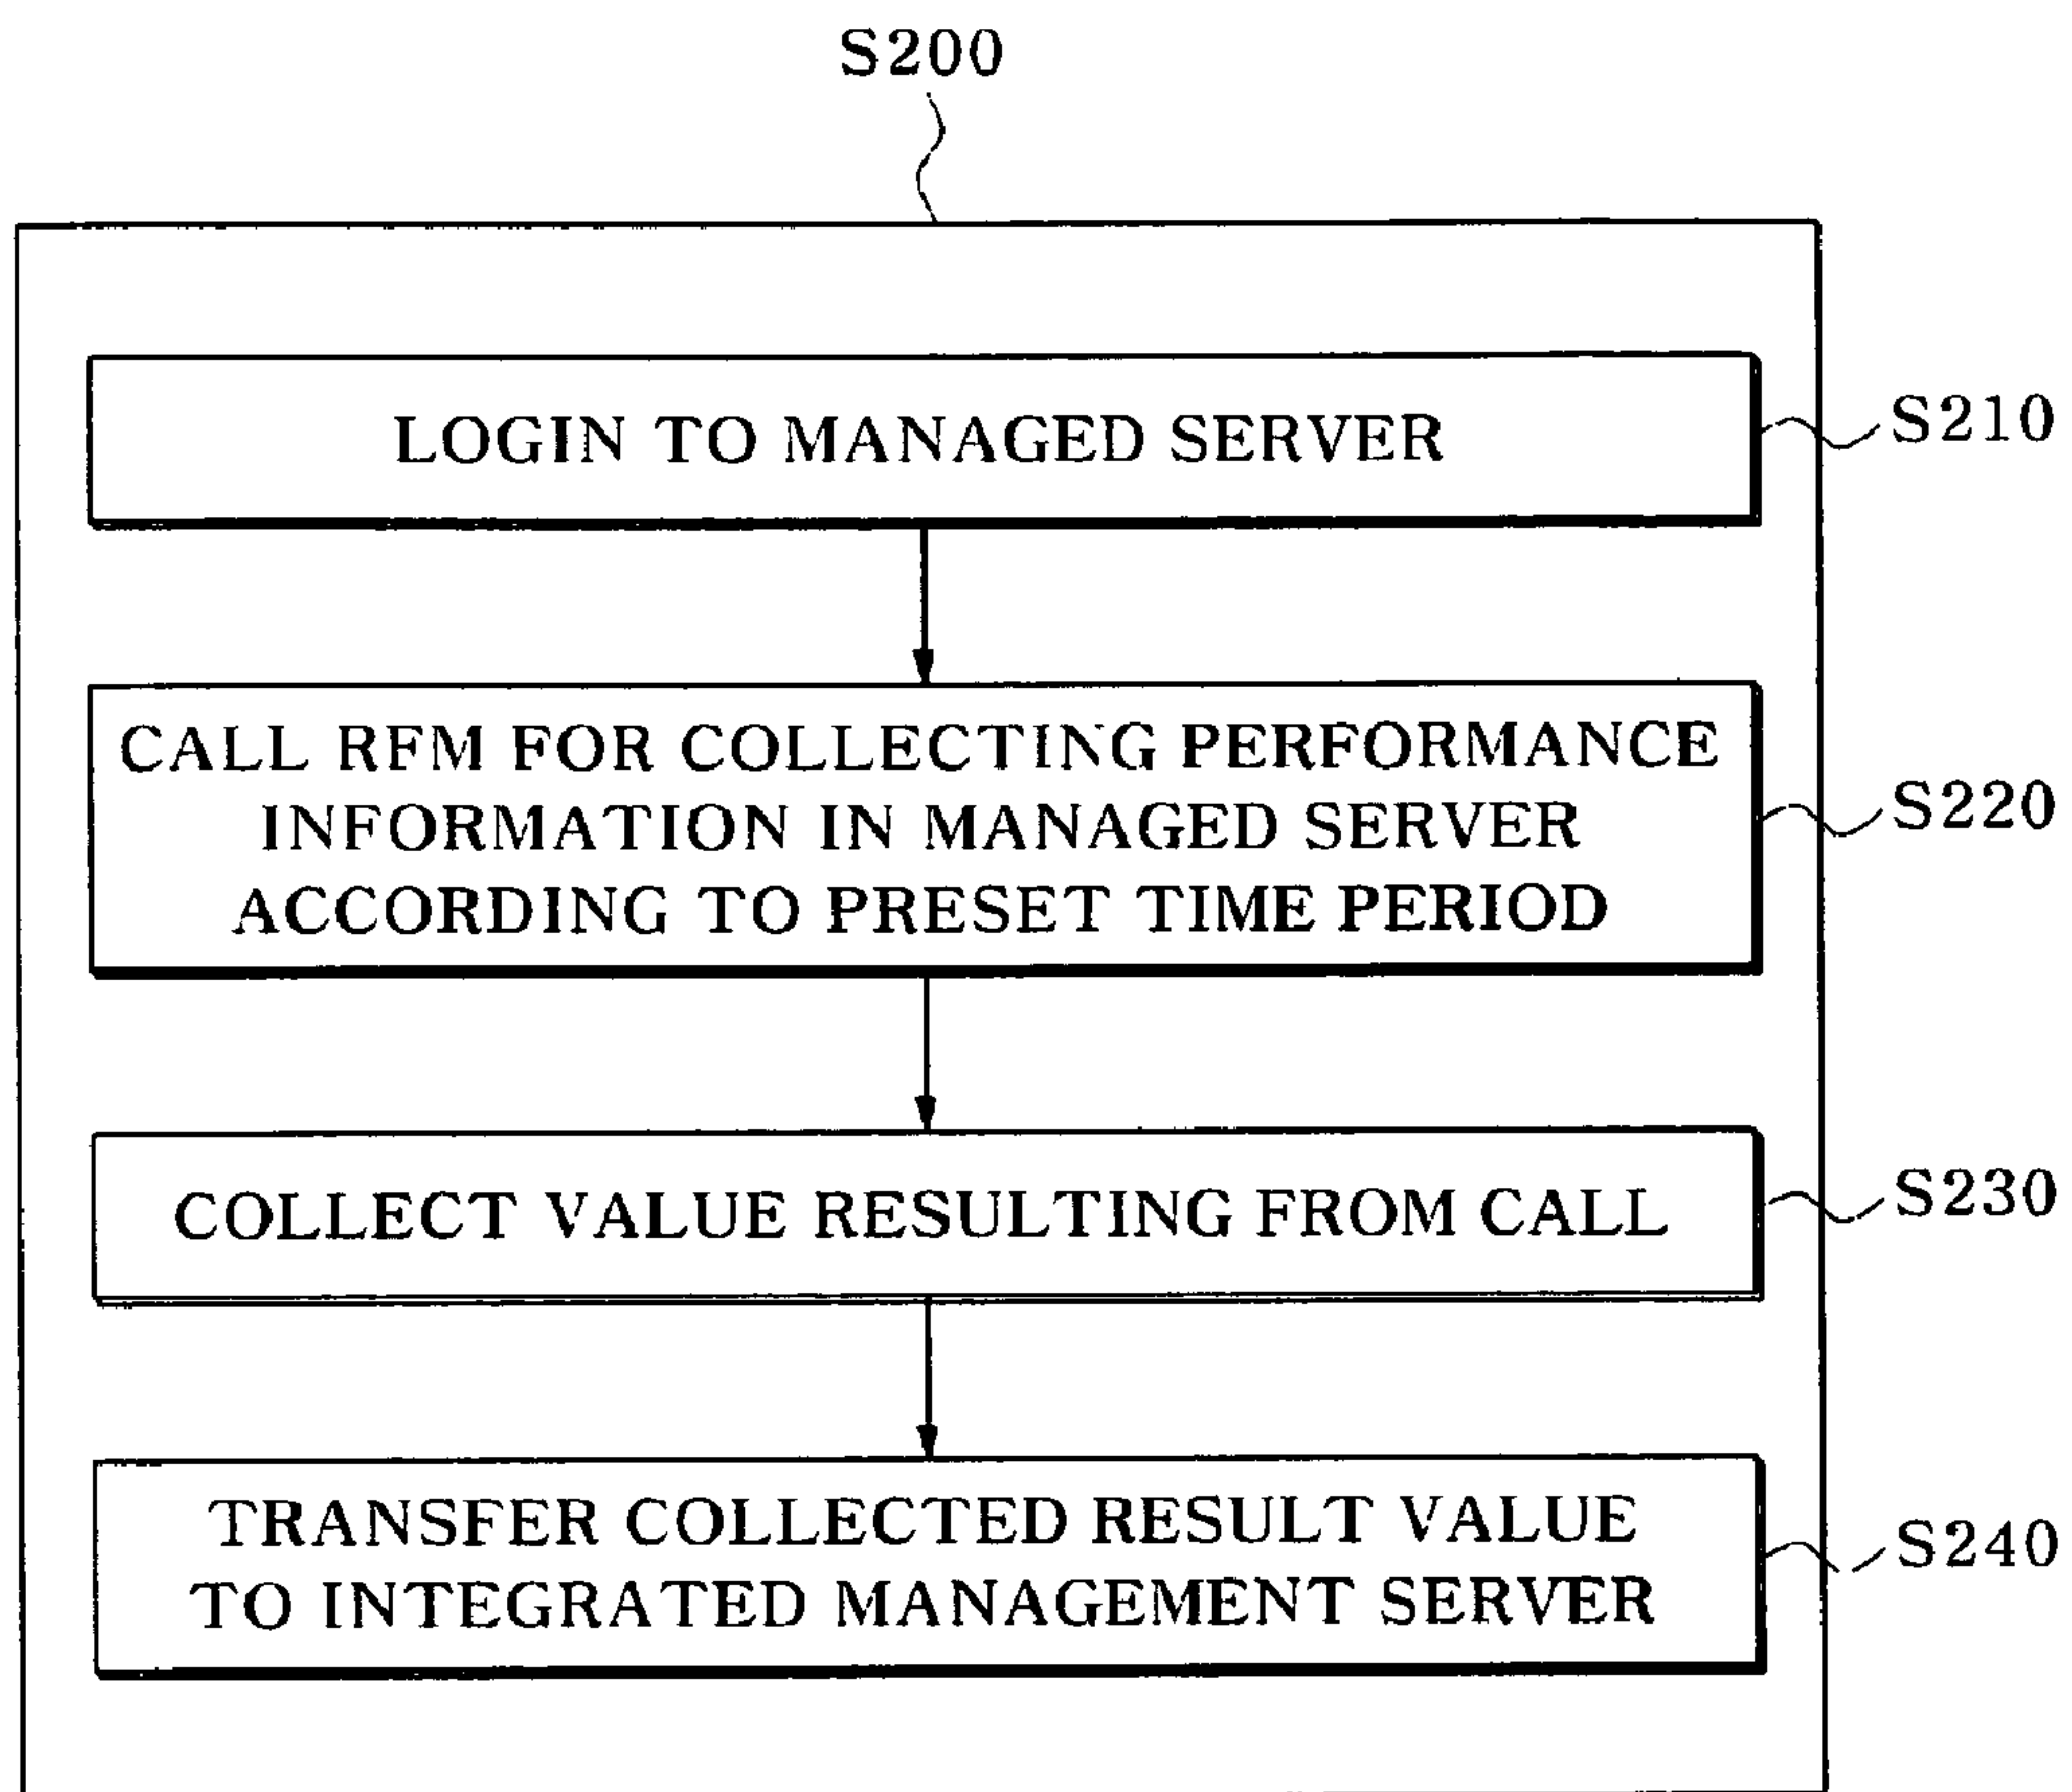 S200
LOGIN TO MANAGED SERVER
S210
CALL RFM FOR COLLECTING PERFORMANCE
INFORMATION IN MANAGED SERVER
ACCORDING TO PRESET TIME PERIOD
S220
COLLECT VALUE RESULTING FROM CALL
S230
TRANSFER COLLECTED RESULT VALUE
TO INTEGRATED MANAGEMENT SERVER
S240